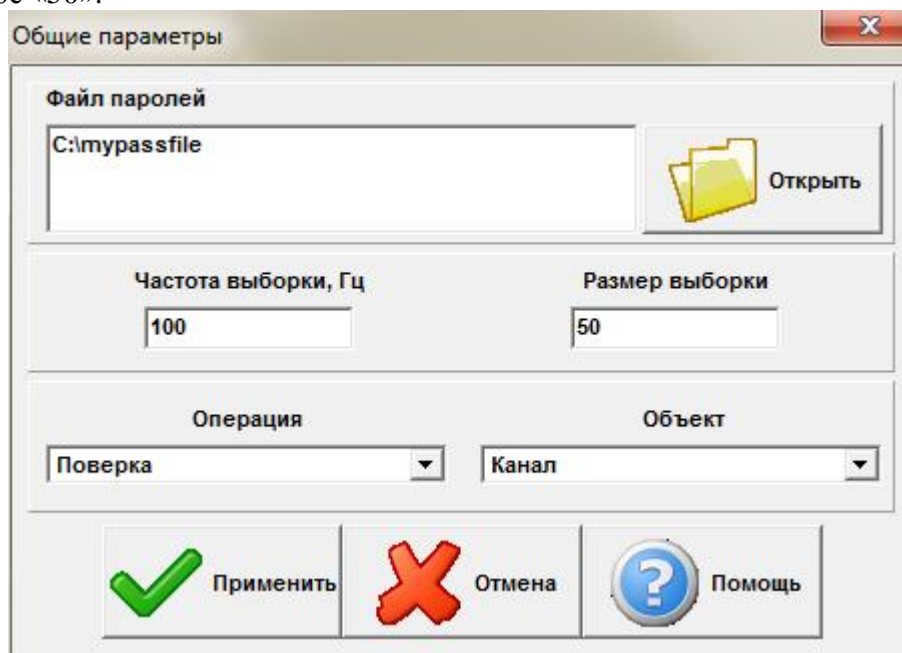 Общие параметры
Файл паролей
C:\mypassfile
Открыть
Частота выборки, Гц
Размер выборки
100
50
Операция
Объект
Поверка
Канал
Применить
Отмена
Помощь